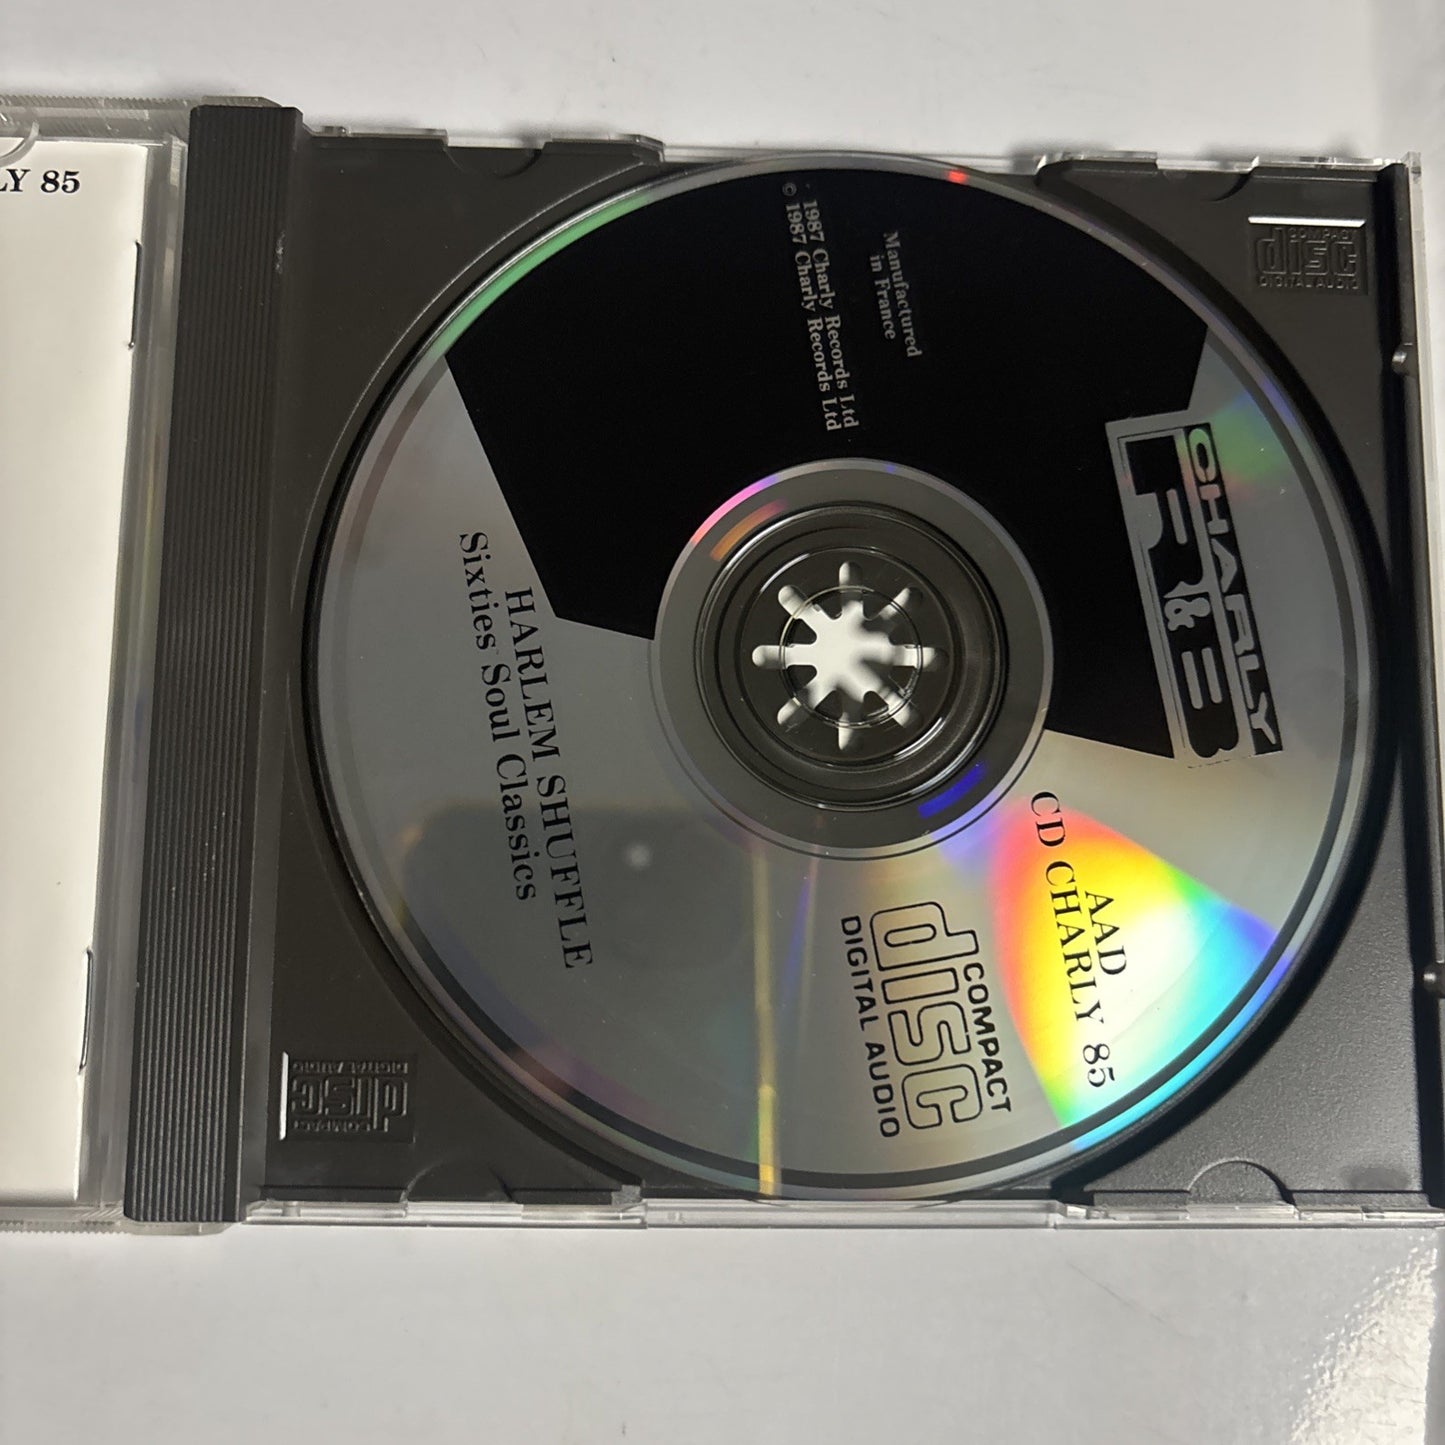 LY 85
CHARLY
R&B
AAD
CD CHARLY 85
COMPACT
disc
DIGITAL AUDIO
HARLEM SHUFFLE
Sixties Soul Classics
Manufactured
in France
1987 Charly Records Ltd
© 1987 Charly Records Ltd
COMPACT
disc
DIGITAL AUDIO
COMPACT
disc
DIGITAL AUDIO